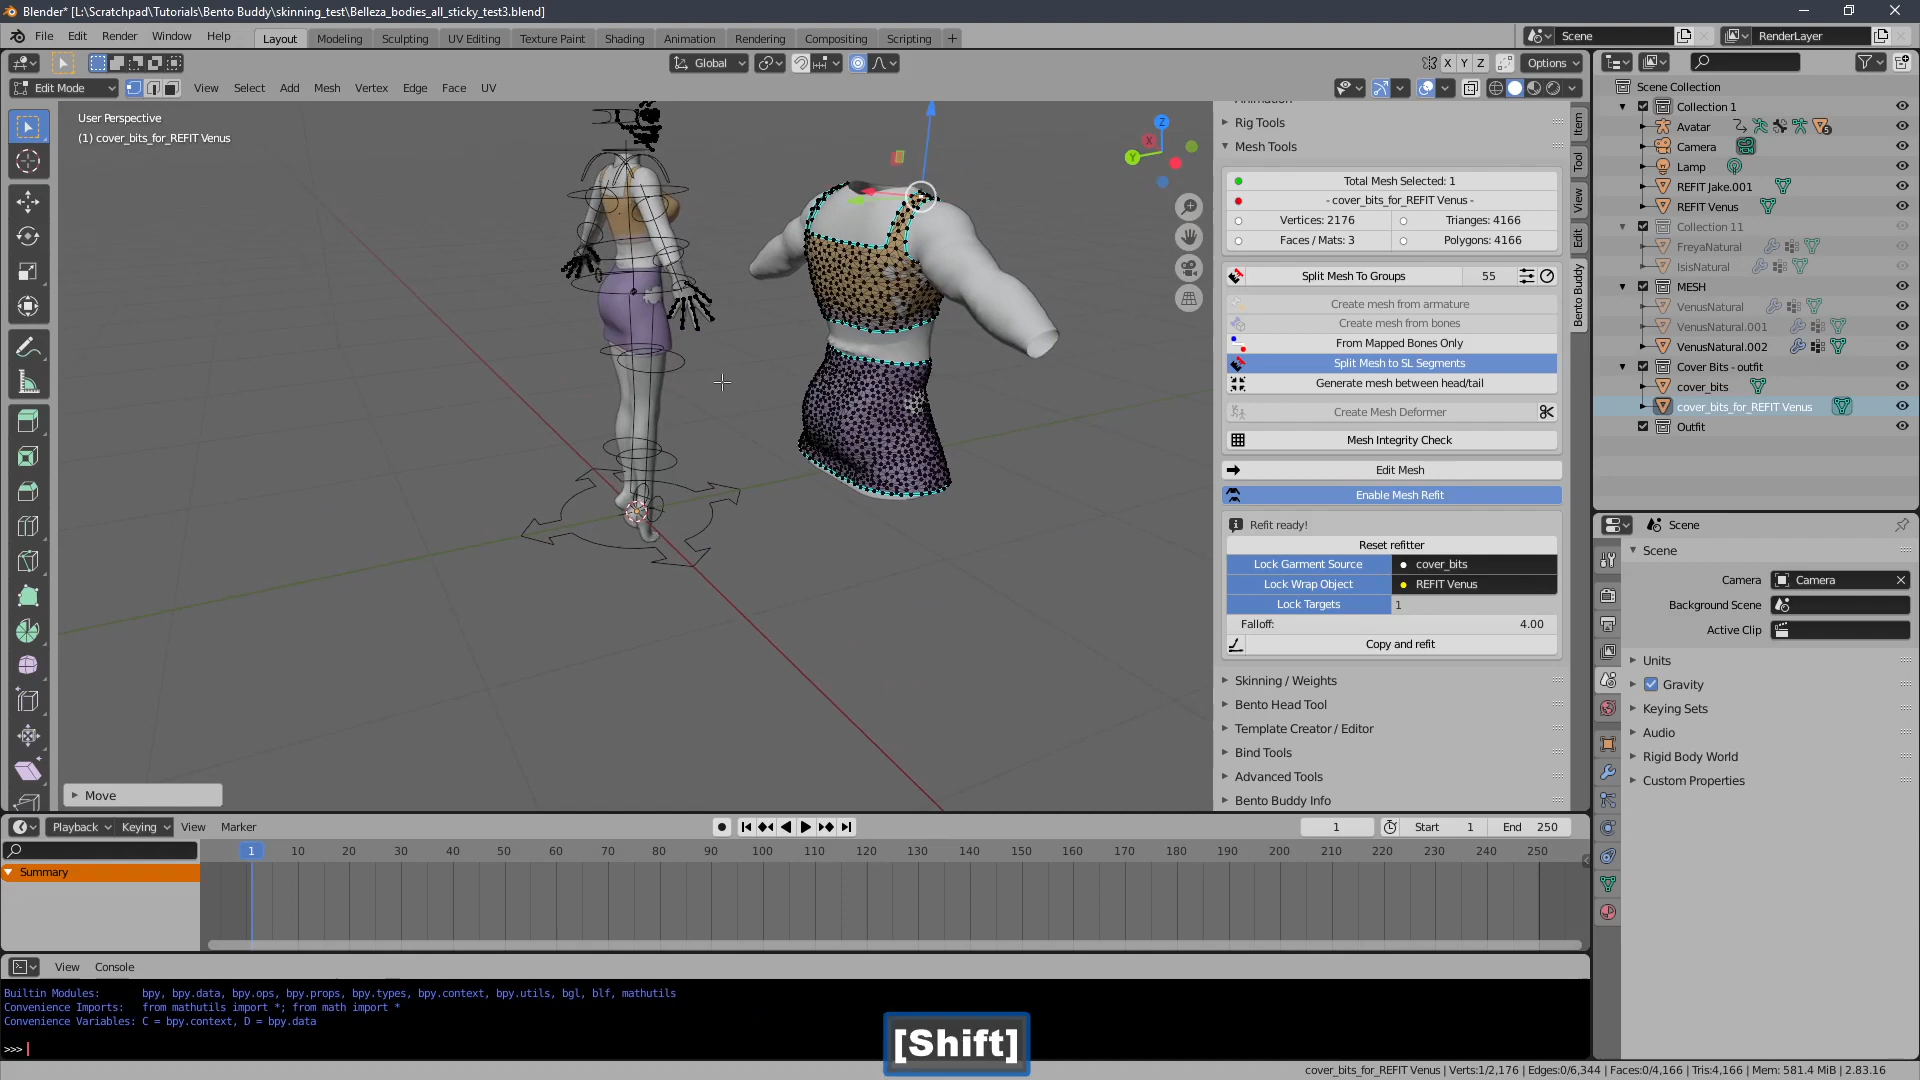 Blender* [L:\Scratchpad\Tutorials\Bento Buddy\skinning_test\Belleza_bodies_all_sticky_test3.blend]
File Edit Render Window Help Layout Modeling Sculpting UV Editing Texture Paint Shading Animation Rendering Compositing Scripting + Scene RenderLayer
Global X Y Z Options
Edit Mode View Select Add Mesh Vertex Edge Face UV
User Perspective
(1) cover_bits_for_REFIT Venus
Z
X
Y
Rig Tools
Mesh Tools
Total Mesh Selected: 1
- cover_bits_for_REFIT Venus -
Vertices: 2176 Trianges: 4166
Faces / Mats: 3 Polygons: 4166
Split Mesh To Groups 55
Create mesh from armature
Create mesh from bones
From Mapped Bones Only
Split Mesh to SL Segments
Generate mesh between head/tail
Create Mesh Deformer
Mesh Integrity Check
Edit Mesh
Enable Mesh Refit
Refit ready!
Reset refitter
Lock Garment Source cover_bits
Lock Wrap Object REFIT Venus
Lock Targets 1
Falloff: 4.00
Copy and refit
Skinning / Weights
Bento Head Tool
Template Creator / Editor
Bind Tools
Advanced Tools
Bento Buddy Info
Item
Tool
View
Edit
Bento Buddy
Scene Collection
Collection 1
Avatar 5
Camera
Lamp
REFIT Jake.001
REFIT Venus
Collection 11
FreyaNatural
IsisNatural
MESH
VenusNatural
VenusNatural.001
VenusNatural.002
Cover Bits - outfit
cover_bits
cover_bits_for_REFIT Venus
Outfit
Scene
Scene
Camera Camera
Background Scene
Active Clip
Units
Gravity
Keying Sets
Audio
Rigid Body World
Custom Properties
Move
Playback Keying View Marker 1 Start 1 End 250
1 10 20 30 40 50 60 70 80 90 100 110 120 130 140 150 160 170 180 190 200 210 220 230 240 250
Summary
View Console
Builtin Modules: bpy, bpy.data, bpy.ops, bpy.props, bpy.types, bpy.context, bpy.utils, bgl, blf, mathutils
Convenience Imports: from mathutils import *; from math import *
Convenience Variables: C = bpy.context, D = bpy.data
>>>
[Shift]
cover_bits_for_REFIT Venus | Verts:1/2,176 | Edges:0/6,344 | Faces:0/4,166 | Tris:4,166 | Mem: 581.4 MiB | 2.83.16